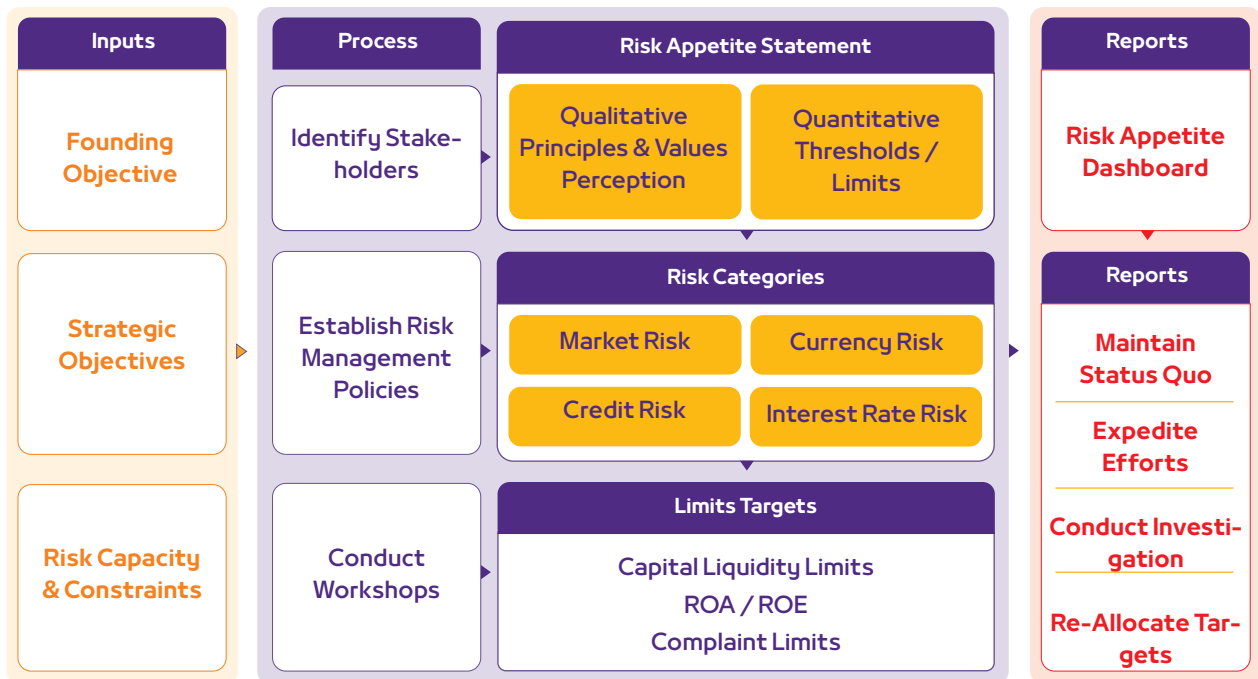 Inputs
Founding
Objective
Strategic
Objectives
Risk Capacity
& Constraints
Process
Identify Stake-
holders
Establish Risk
Management
Policies
Conduct
Workshops
Risk Appetite Statement
Qualitative
Principles & Values
Perception
Quantitative
Thresholds /
Limits
Risk Categories
Market Risk
Currency Risk
Credit Risk
Interest Rate Risk
Limits Targets
Capital Liquidity Limits
ROA / ROE
Complaint Limits
Reports
Risk Appetite
Dashboard
Reports
Maintain
Status Quo
Expedite
Efforts
Conduct Investi-
gation
Re-Allocate Tar-
gets